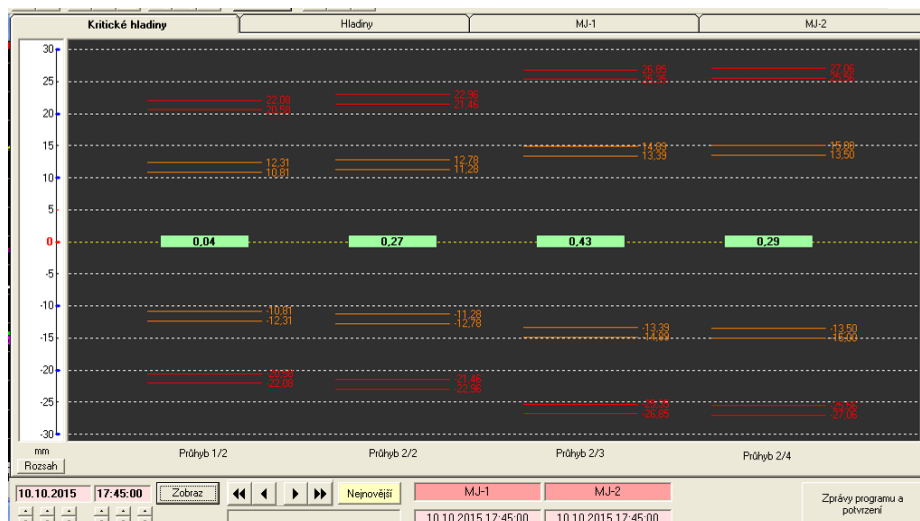 Kritické hladiny Hladiny MJ-1 MJ-2
30
25
20
15
10
5
0
-5
-10
-15
-20
-25
-30
22,08 22,96 26,85 27,06
20,58 21,46
12,31 12,78 14,89
10,81 11,28 13,39 13,50
0,04 0,27 0,43 0,29
-10,81 -11,28 -13,39 -13,50
-12,31 -12,78 -14,89 -15,00
-20,58 -21,46
-22,08 -22,96 -26,85 -27,06
mm Průhyb 1/2 Průhyb 2/2 Průhyb 2/3 Průhyb 2/4
Rozsah
10.10.2015 17:45:00 Zobraz Nejnovější MJ-1 MJ-2
Zprávy programu a
potvrzení
10.10.2015 17:45:00 10.10.2015 17:45:00